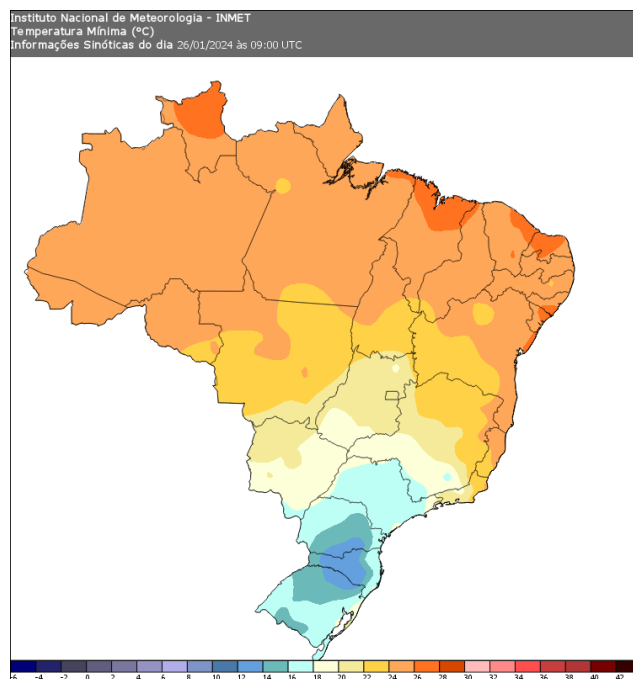 Instituto Nacional de Meteorologia - INMET
Temperatura Mínima (ºC)
Informações Sinóticas do dia 26/01/2024 às 09:00 UTC
-6 -4 -2 0 2 4 6 8 10 12 14 16 18 20 22 24 26 28 30 32 34 36 38 40 42